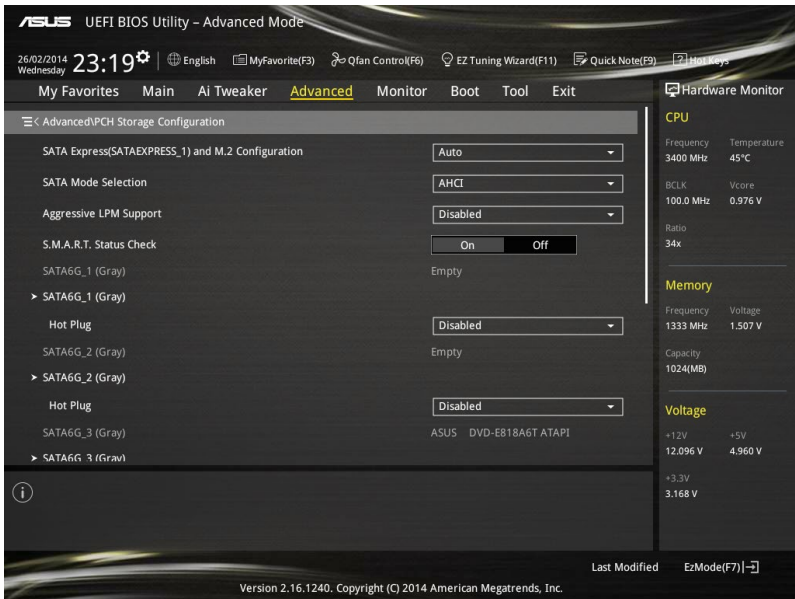 ASUS UEFI BIOS Utility – Advanced Mode
26/02/2014
Wednesday
23:19
English MyFavorite(F3) Qfan Control(F6) EZ Tuning Wizard(F11) Quick Note(F9) Hot Keys
My Favorites Main Ai Tweaker Advanced Monitor Boot Tool Exit
Advanced\PCH Storage Configuration
SATA Express(SATAEXPRESS_1) and M.2 Configuration Auto
SATA Mode Selection AHCI
Aggressive LPM Support Disabled
S.M.A.R.T. Status Check On Off
SATA6G_1 (Gray) Empty
SATA6G_1 (Gray)
Hot Plug Disabled
SATA6G_2 (Gray) Empty
SATA6G_2 (Gray)
Hot Plug Disabled
SATA6G_3 (Gray) ASUS DVD-E818A6T ATAPI
SATA6G_3 (Gray)
Hardware Monitor
CPU
Frequency Temperature
3400 MHz 45°C
BCLK Vcore
100.0 MHz 0.976 V
Ratio
34x
Memory
Frequency Voltage
1333 MHz 1.507 V
Capacity
1024(MB)
Voltage
+12V +5V
12.096 V 4.960 V
+3.3V
3.168 V
Last Modified EzMode(F7)
Version 2.16.1240. Copyright (C) 2014 American Megatrends, Inc.